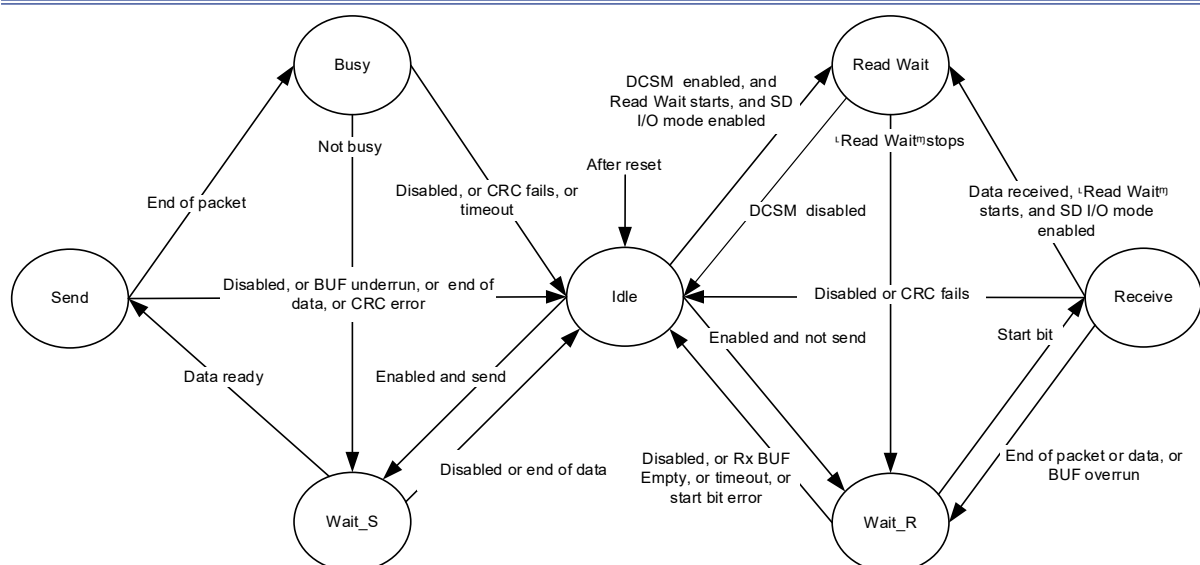 Busy
Read Wait
DCSM  enabled, and
Read Wait starts, and SD
I/O mode enabled
Not busy
╚Read Wait╗stops
After reset
Disabled, or CRC fails, or
timeout
End of packet
DCSM  disabled
Data received, ╚Read Wait╗
starts, and SD I/O mode
enabled
Send
Disabled, or BUF underrun, or  end of
data, or CRC error
Idle
Disabled or CRC fails
Receive
Enabled and not send
Start bit
Data ready
Enabled and send
Disabled or end of data
Disabled, or Rx BUF
Empty, or timeout, or
start bit error
End of packet or data, or
BUF overrun
Wait_S
Wait_R